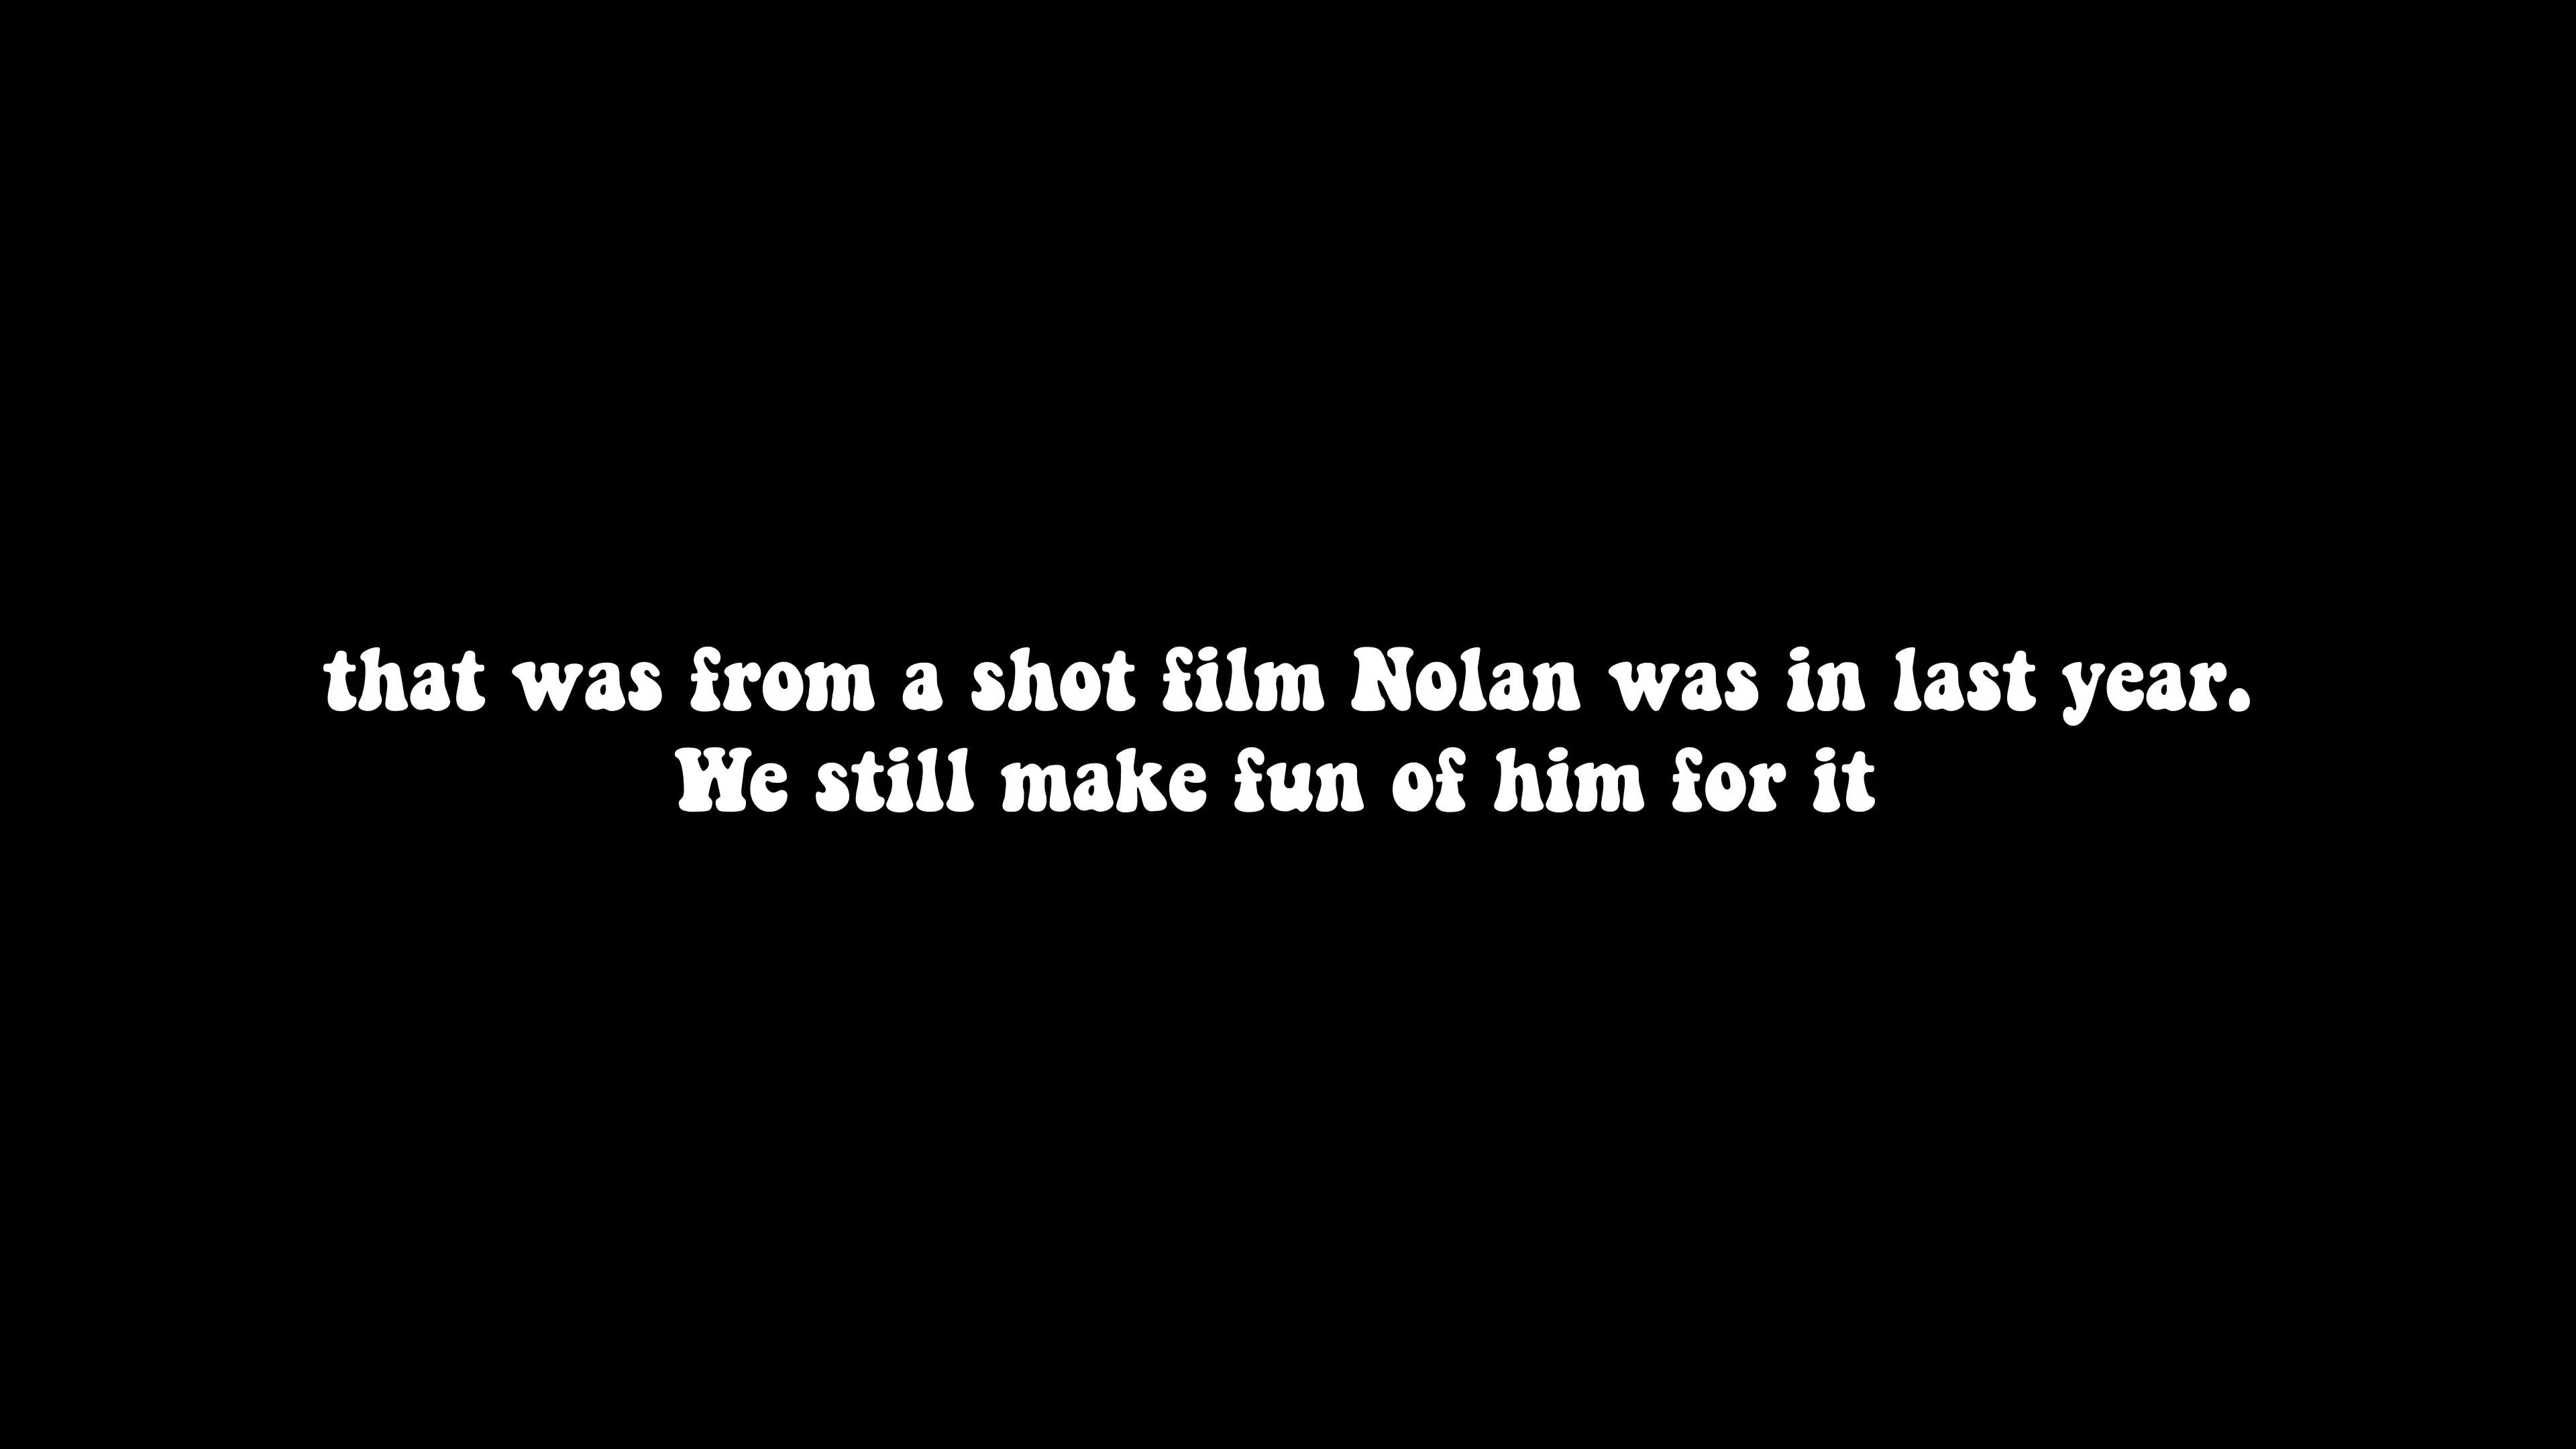 that was from a shot film Nolan was in last year.
We still make fun of him for it